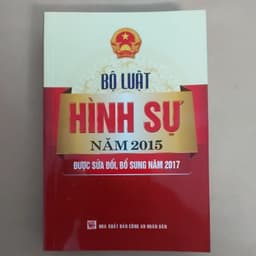 BỘ LUẬT
HÌNH SỰ
NĂM 2015
ĐƯỢC SỬA ĐỔI, BỔ SUNG NĂM 2017
NHÀ XUẤT BẢN CÔNG AN NHÂN DÂN